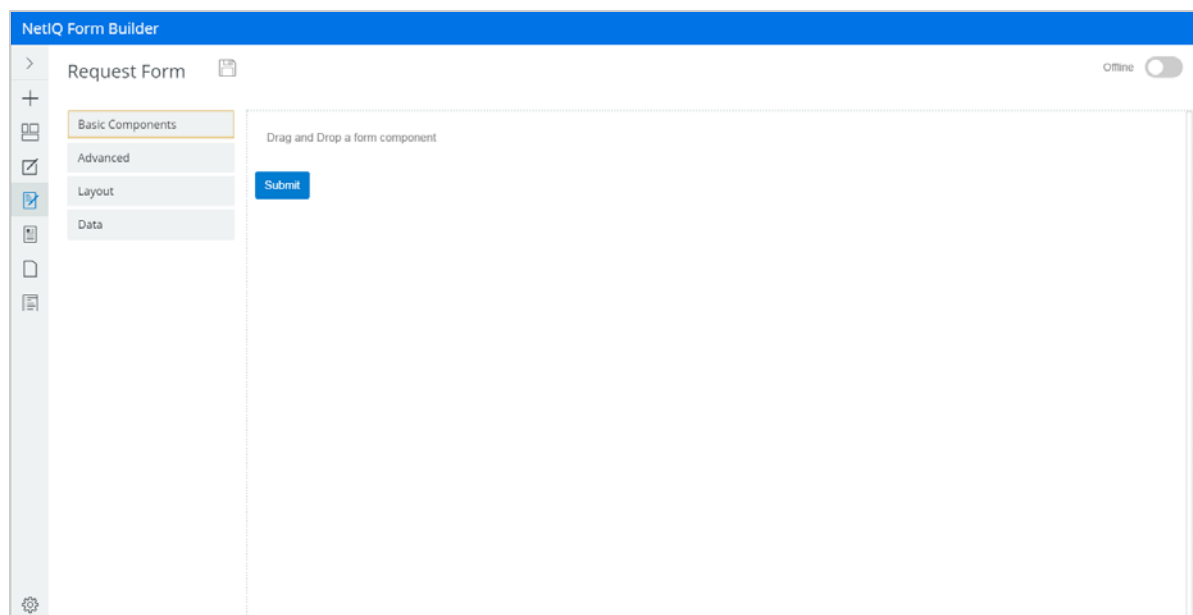 NetIQ Form Builder
Request Form
Offline
Basic Components
Advanced
Layout
Data
Drag and Drop a form component
Submit